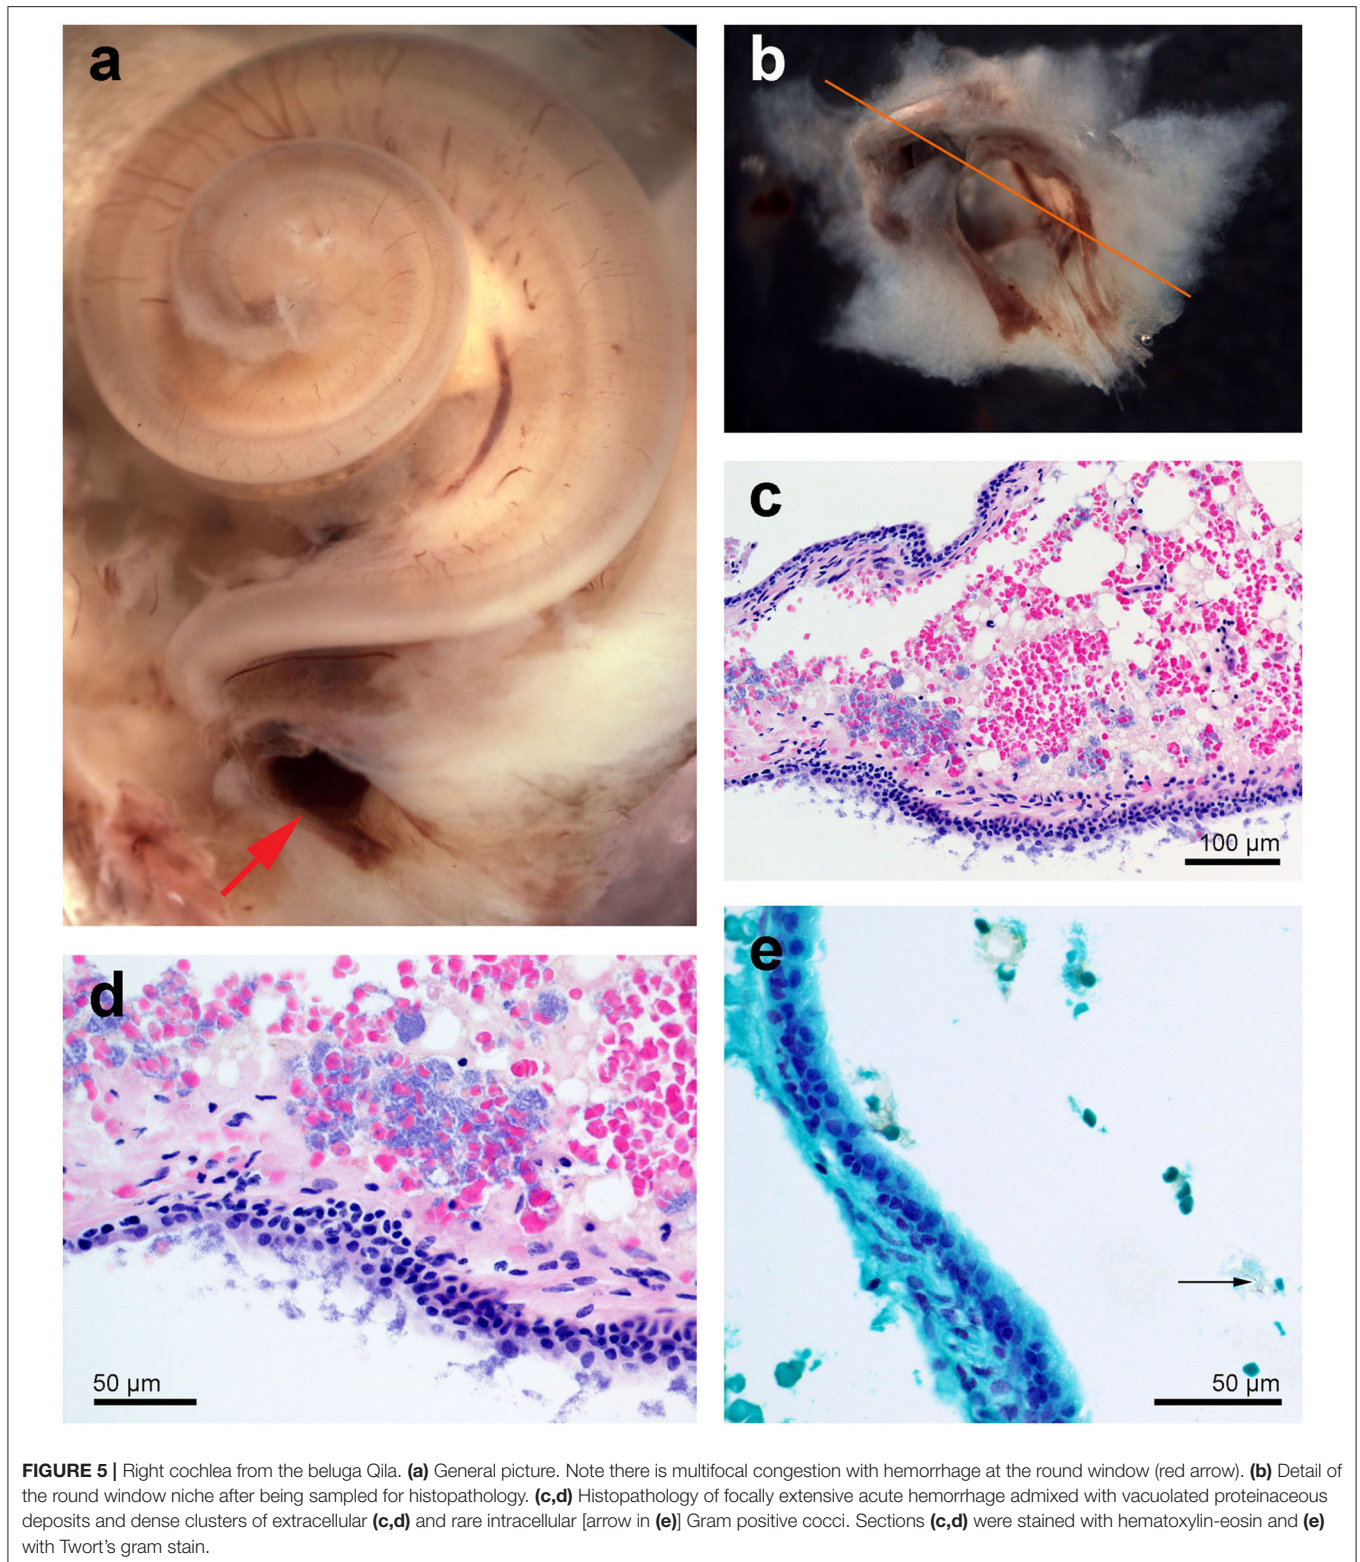 a
b
c
100 µm
d
50 µm
e
50 µm
FIGURE 5 | Right cochlea from the beluga Qila. (a) General picture. Note there is multifocal congestion with hemorrhage at the round window (red arrow). (b) Detail of
the round window niche after being sampled for histopathology. (c,d) Histopathology of focally extensive acute hemorrhage admixed with vacuolated proteinaceous
deposits and dense clusters of extracellular (c,d) and rare intracellular [arrow in (e)] Gram positive cocci. Sections (c,d) were stained with hematoxylin-eosin and (e)
with Twort's gram stain.